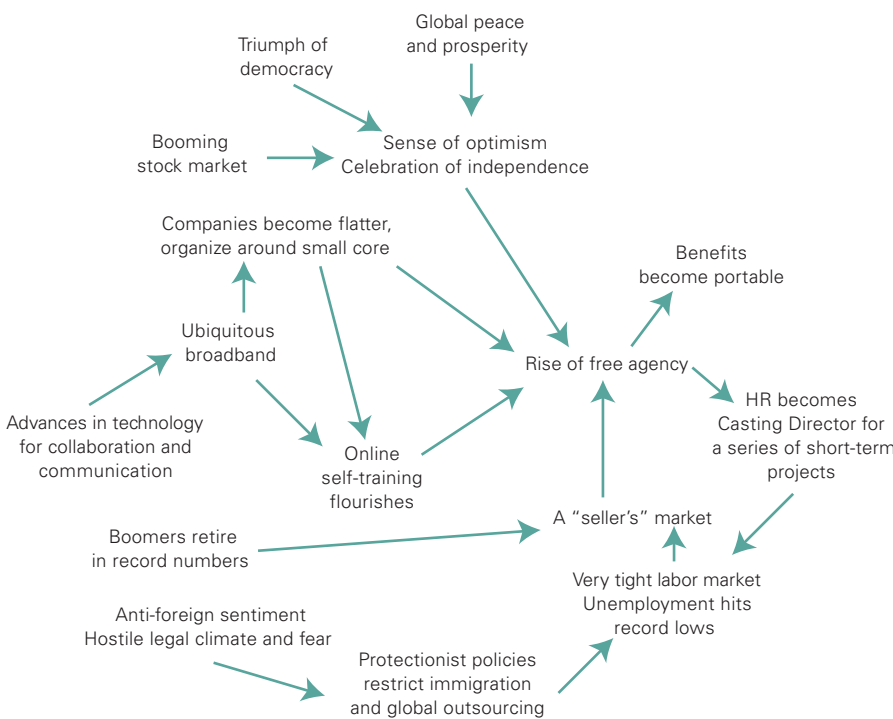 Global peace
and prosperity
Triumph of
democracy
Booming
stock market
Sense of optimism
Celebration of independence
Companies become flatter,
organize around small core
Benefits
become portable
Ubiquitous
broadband
Rise of free agency
Advances in technology
for collaboration and
communication
HR becomes
Casting Director for
a series of short-term
projects
Online
self-training
flourishes
A “seller’s” market
Boomers retire
in record numbers
Very tight labor market
Unemployment hits
record lows
Anti-foreign sentiment
Hostile legal climate and fear
Protectionist policies
restrict immigration
and global outsourcing